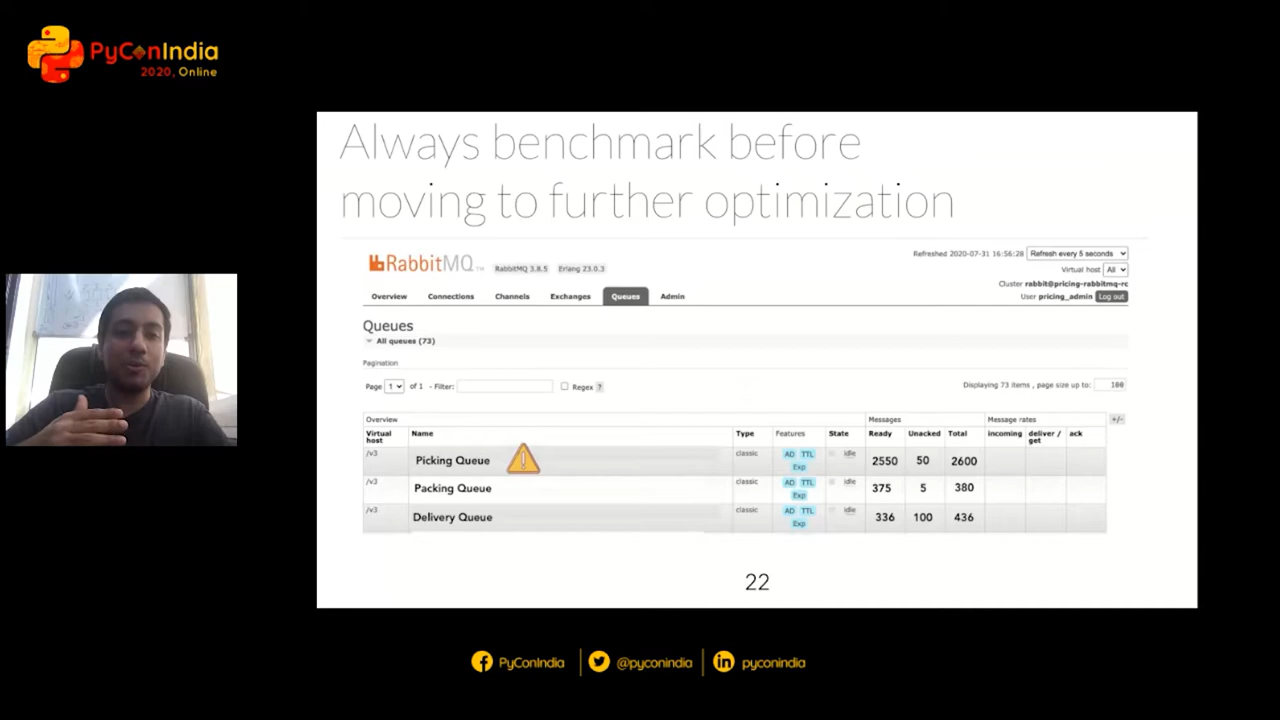 PyConIndia
2020, Online
Always benchmark before
moving to further optimization
RabbitMQ TM RabbitMQ 3.8.5 Erlang 23.0.3
Refreshed 2020-07-31 16:56:28 Refresh every 5 seconds
Virtual host All
Cluster rabbit@pricing-rabbitmq-rc
User pricing_admin Log out
Overview Connections Channels Exchanges Queues Admin
Queues
All queues (73)
Pagination
Page 1 of 1 - Filter: Regex ?
Displaying 73 items , page size up to: 100
Overview Messages Message rates +/-
Virtual host Name Type Features State Ready Unacked Total incoming deliver / get ack
/v3 Picking Queue classic AD TTL Exp idle 2550 50 2600
/v3 Packing Queue classic AD TTL Exp idle 375 5 380
/v3 Delivery Queue classic AD TTL Exp idle 336 100 436
22
PyConIndia @pyconindia pyconindia